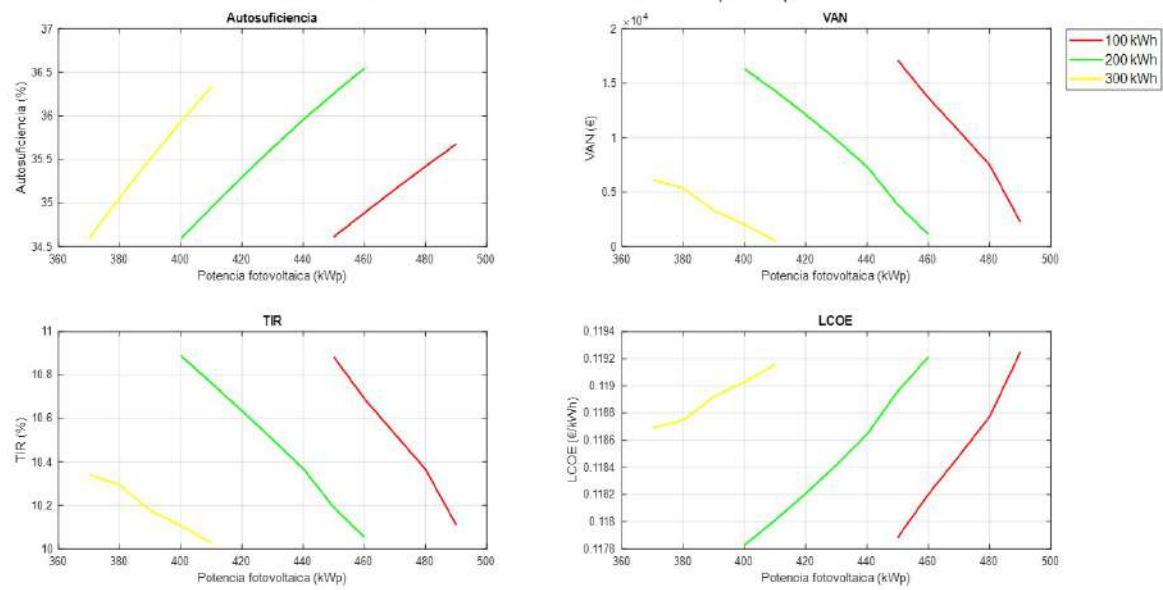 Autosuficiencia
37
36.5
36
35.5
35
34.5
Autosuficiencia (%)
360 380 400 420 440 460 480 500
Potencia fotovoltaica (kWp)
VAN
2 ×10⁴
1.5
1
0.5
0
VAN (€)
360 380 400 420 440 460 480 500
Potencia fotovoltaica (kWp)
100 kWh
200 kWh
300 kWh
TIR
11
10.8
10.6
10.4
10.2
10
TIR (%)
360 380 400 420 440 460 480 500
Potencia fotovoltaica (kWp)
LCOE
0.1194
0.1192
0.119
0.1188
0.1186
0.1184
0.1182
0.118
0.1178
LCOE (€/kWh)
360 380 400 420 440 460 480 500
Potencia fotovoltaica (kWp)